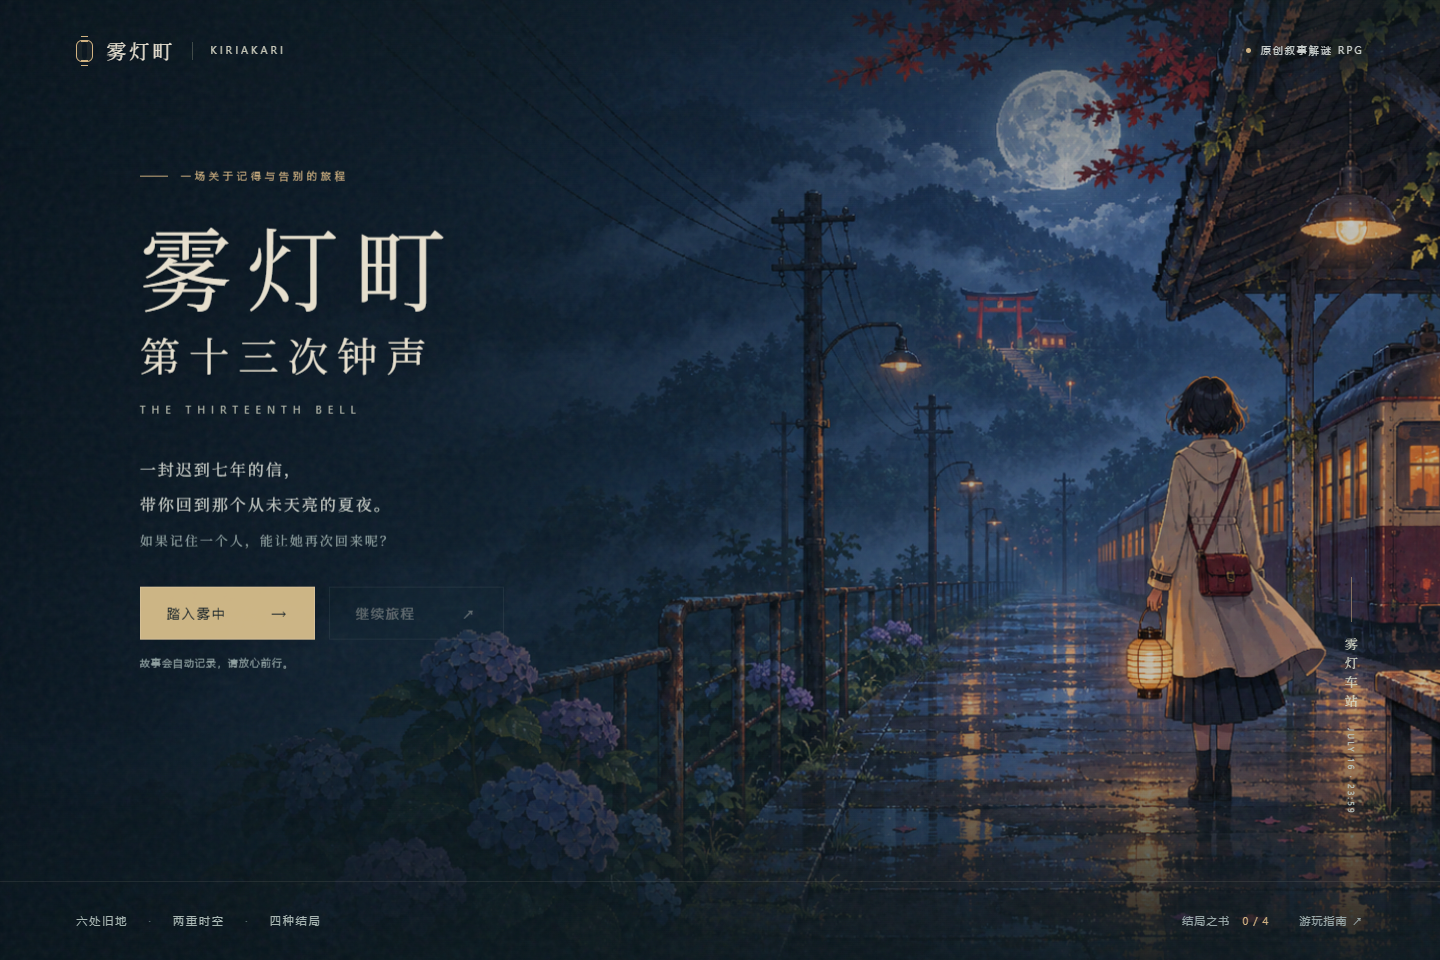 雾灯町 KIRIAKARI
原创叙事解谜 RPG
一场关于记得与告别的旅程
雾灯町
第十三次钟声
THE THIRTEENTH BELL
一封迟到七年的信,
带你回到那个从未天亮的夏夜。
如果记住一个人，能让她再次回来呢？
踏入雾中 →
继续旅程 ↗
故事会自动记录，请放心前行。
雾灯车站
六处旧地 · 两重时空 · 四种结局
结局之书 0 / 4
游玩指南 ↗